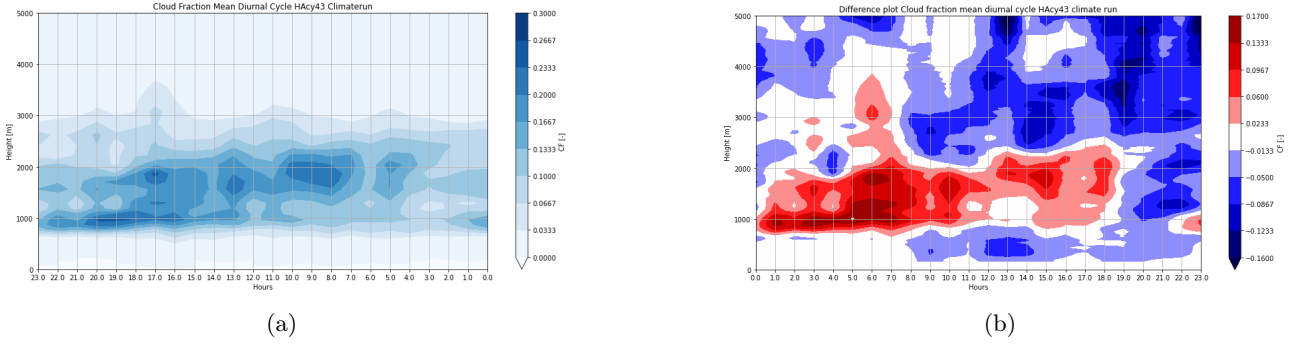 Cloud Fraction Mean Diurnal Cycle HAcy43 Climaterun
5000
4000
3000
2000
1000
0
Height [m]
23.0 22.0 21.0 20.0 19.0 18.0 17.0 16.0 15.0 14.0 13.0 12.0 11.0 10.0 9.0 8.0 7.0 6.0 5.0 4.0 3.0 2.0 1.0 0.0
Hours
0.3000
0.2667
0.2333
0.2000
0.1667
0.1333
0.1000
0.0667
0.0333
0.0000
CF [-]
(a)
Difference plot Cloud fraction mean diurnal cycle HAcy43 climate run
5000
4000
3000
2000
1000
0
Height [m]
0.0 1.0 2.0 3.0 4.0 5.0 6.0 7.0 8.0 9.0 10.0 11.0 12.0 13.0 14.0 15.0 16.0 17.0 18.0 19.0 20.0 21.0 22.0 23.0
Hours
0.1700
0.1333
0.0967
0.0600
0.0233
−0.0133
−0.0500
−0.0867
−0.1233
−0.1600
CF [-]
(b)